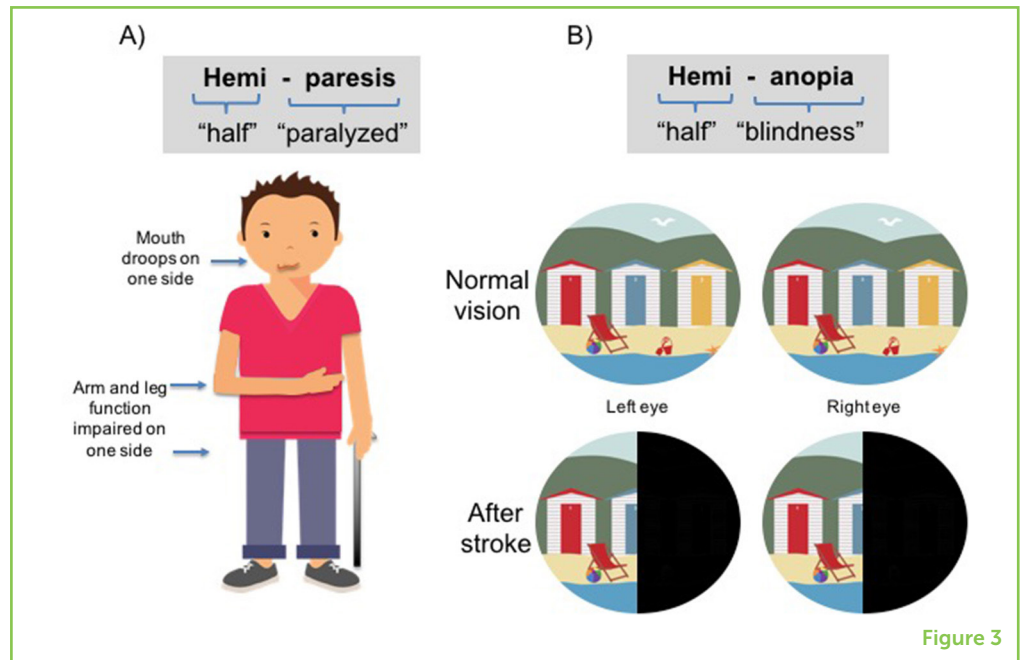 A)
Hemi - paresis
“half” “paralyzed”
Mouth
droops on
one side
Arm and leg
function
impaired on
one side
B)
Hemi - anopia
“half” “blindness”
Normal
vision
Left eye
Right eye
After
stroke
Figure 3